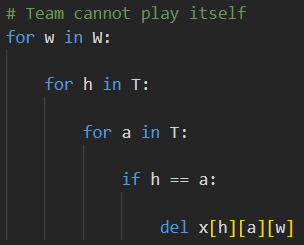 # Team cannot play itself
for w in W:
for h in T:
for a in T:
if h == a:
del x[h][a][w]